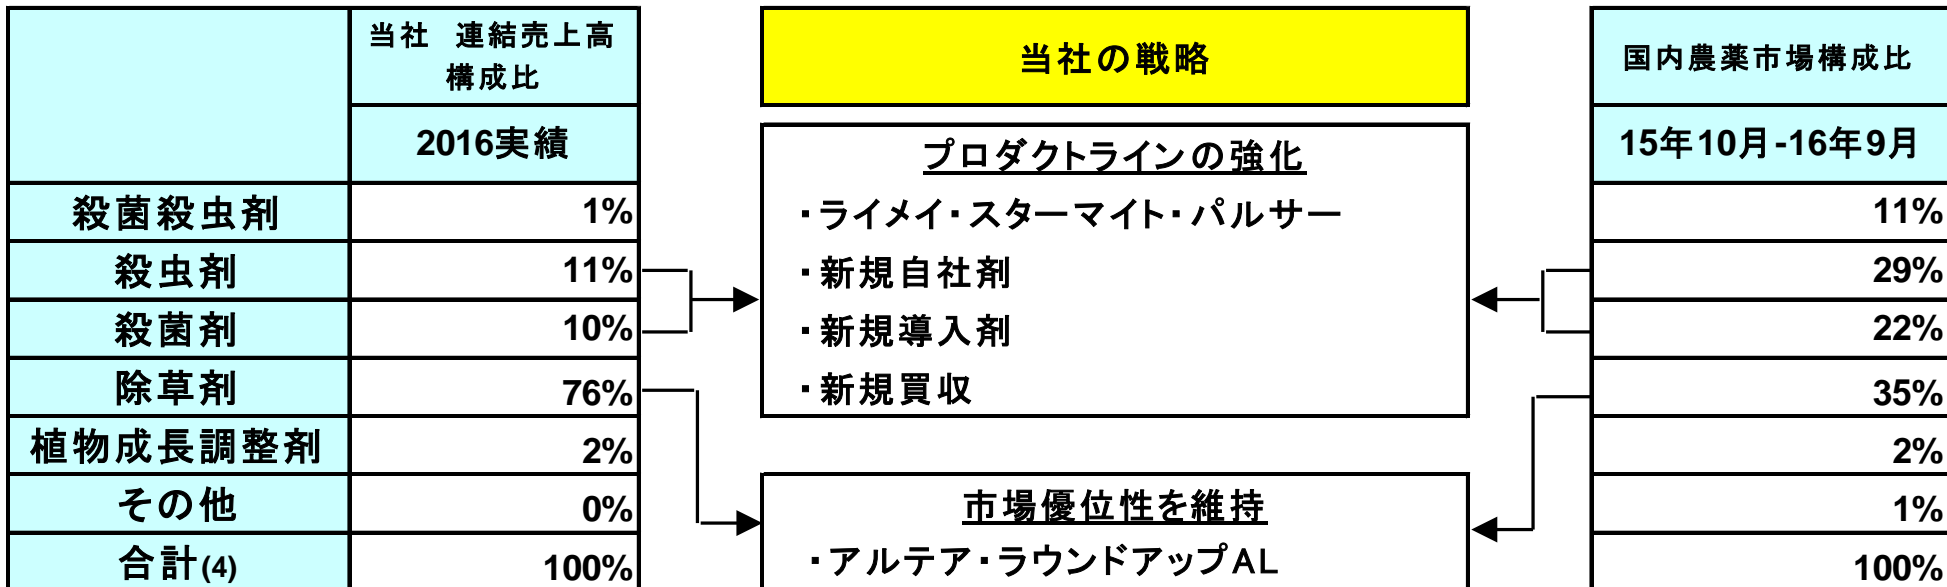 当社　連結売上高
構成比
2016実績
殺菌殺虫剤 1%
殺虫剤 11%
殺菌剤 10%
除草剤 76%
植物成長調整剤 2%
その他 0%
合計(4) 100%
当社の戦略
プロダクトラインの強化
・ライメイ・スターマイト・パルサー
・新規自社剤
・新規導入剤
・新規買収
市場優位性を維持
・アルテア・ラウンドアップAL
国内農薬市場構成比
15年10月-16年9月
11%
29%
22%
35%
2%
1%
100%